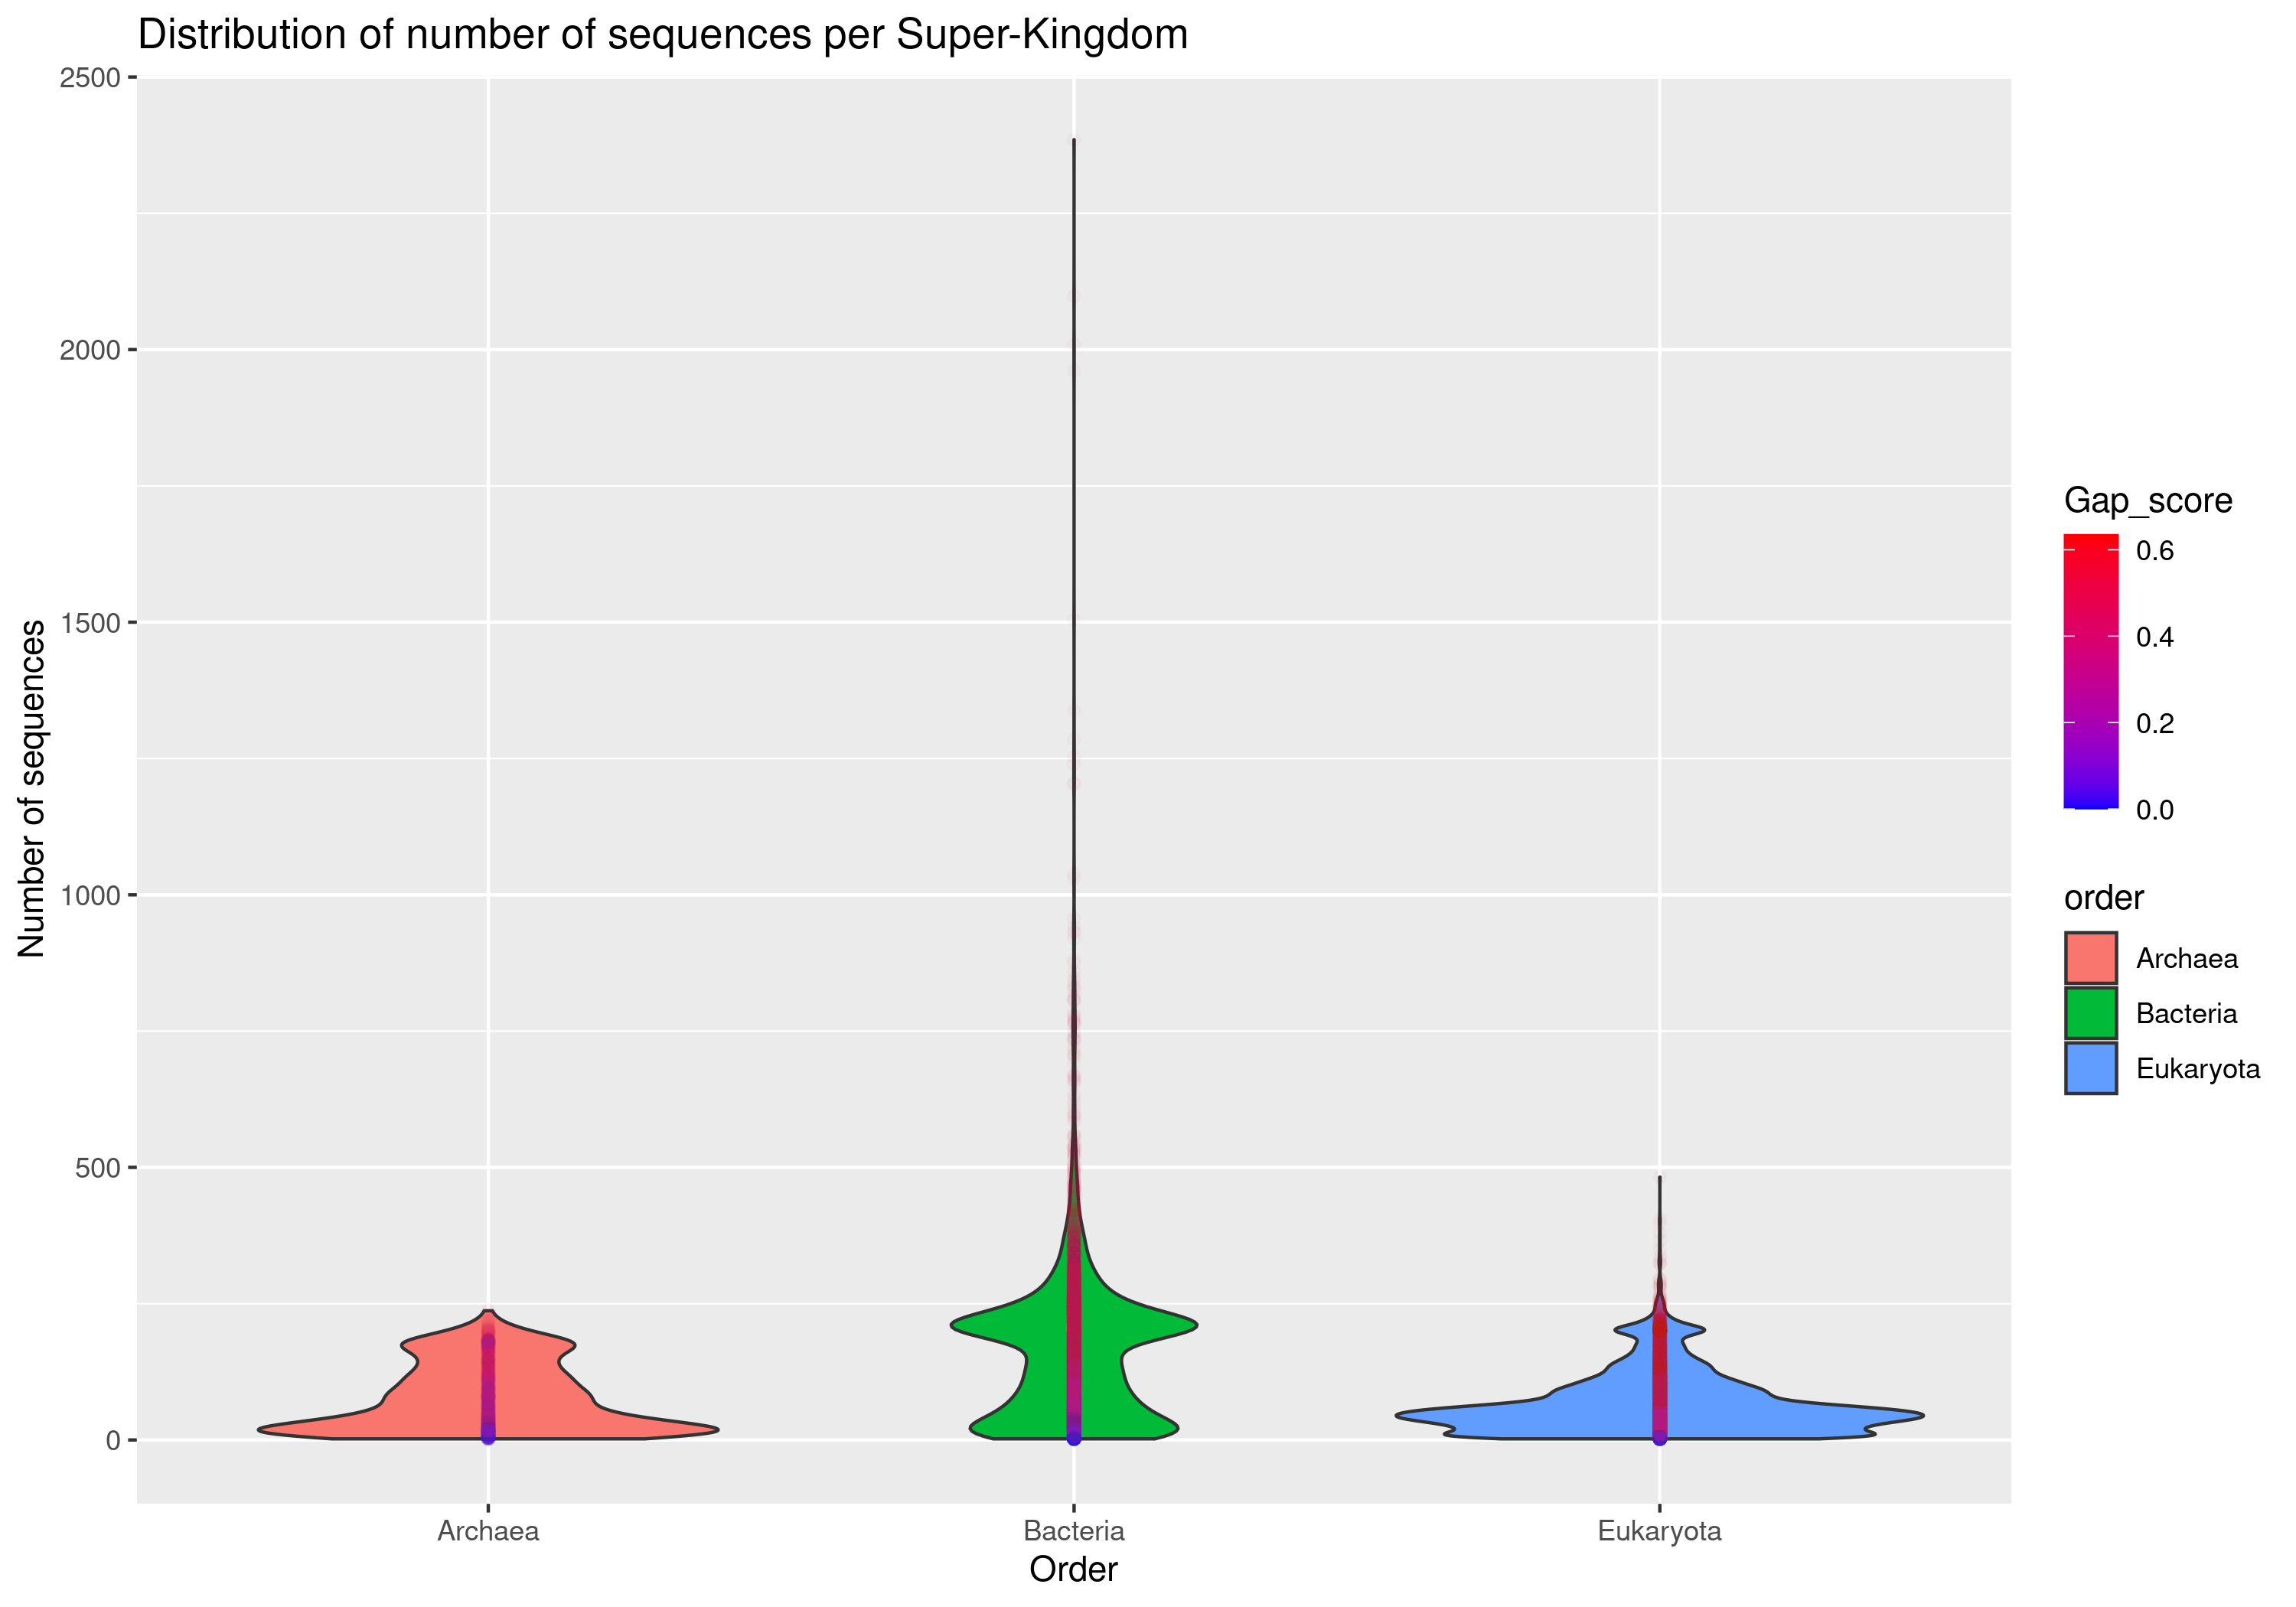 Distribution of number of sequences per Super-Kingdom
2500
2000
1500
1000
500
0
Number of sequences
Archaea
Bacteria
Eukaryota
Order
Gap_score
0.6
0.4
0.2
0.0
order
Archaea
Bacteria
Eukaryota